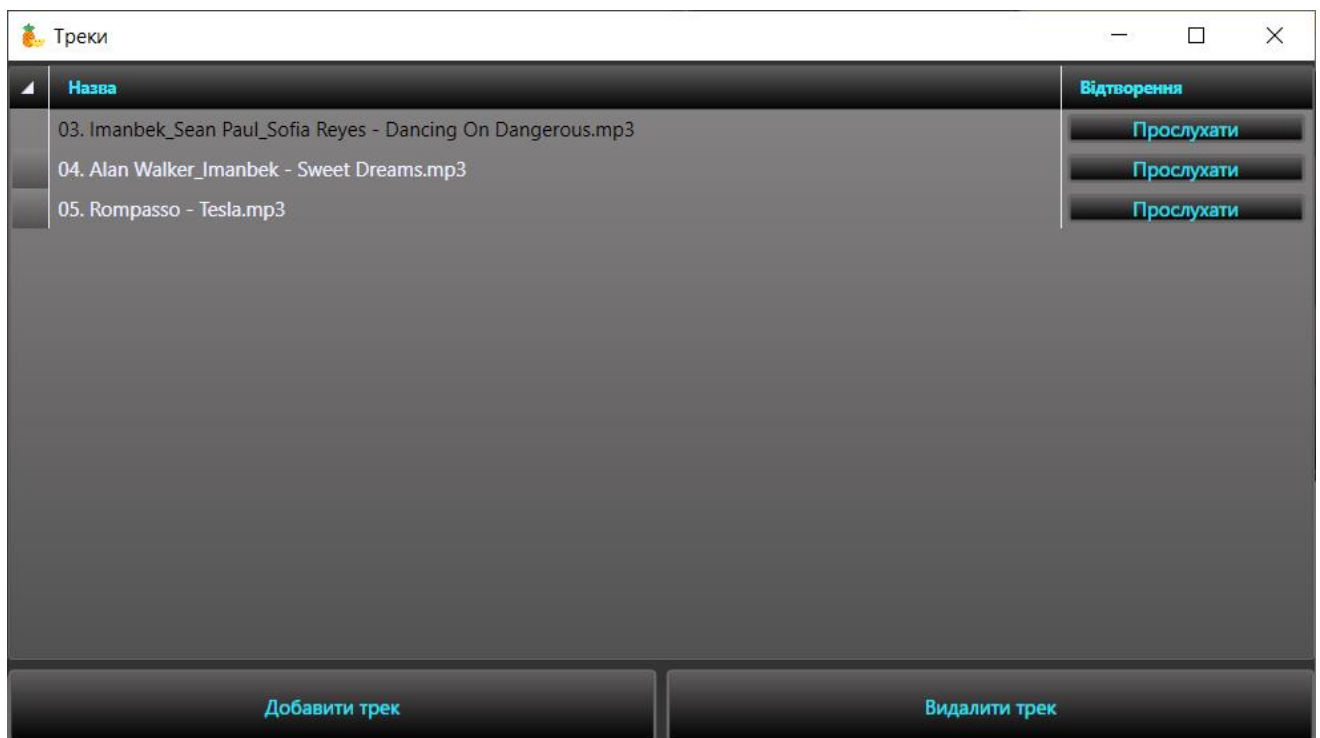 Треки
Назва Відтворення
03. Imanbek_Sean Paul_Sofia Reyes - Dancing On Dangerous.mp3 Прослухати
04. Alan Walker_Imanbek - Sweet Dreams.mp3 Прослухати
05. Rompasso - Tesla.mp3 Прослухати
Добавити трек Видалити трек